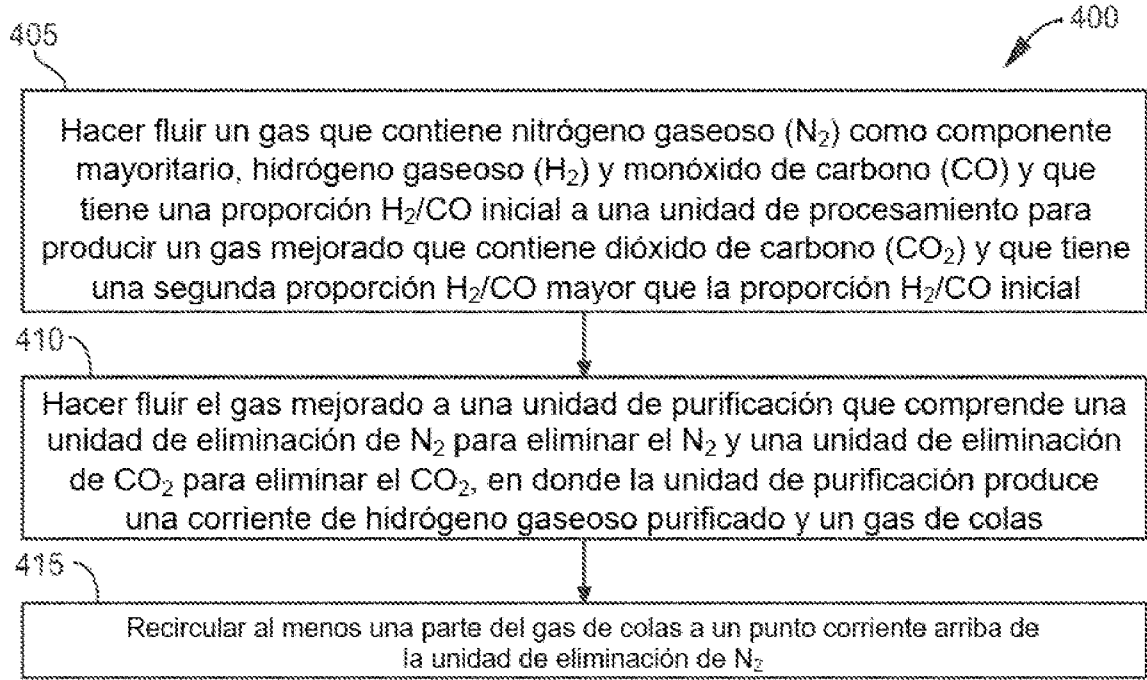 400
405
Hacer fluir un gas que contiene nitrógeno gaseoso (N₂) como componente
mayoritario, hidrógeno gaseoso (H₂) y monóxido de carbono (CO) y que
tiene una proporción H₂/CO inicial a una unidad de procesamiento para
producir un gas mejorado que contiene dióxido de carbono (CO₂) y que tiene
una segunda proporción H₂/CO mayor que la proporción H₂/CO inicial
410
Hacer fluir el gas mejorado a una unidad de purificación que comprende una
unidad de eliminación de N₂ para eliminar el N₂ y una unidad de eliminación
de CO₂ para eliminar el CO₂, en donde la unidad de purificación produce
una corriente de hidrógeno gaseoso purificado y un gas de colas
415
Recircular al menos una parte del gas de colas a un punto corriente arriba de
la unidad de eliminación de N₂